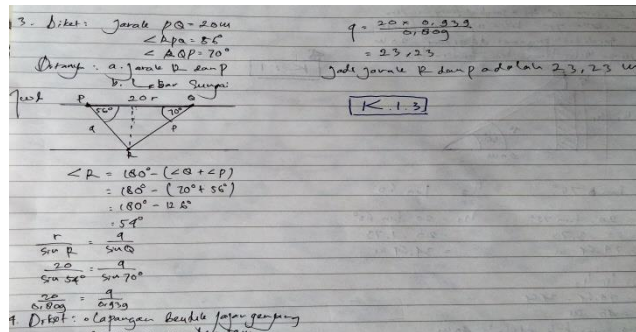 3. Diket : Jarak PQ = 20 m
∠RPQ = 56°
∠RQP = 70°
Ditanya : a. Jarak R dan P
b. Lebar Sungai
Jwb
P 20 r Q
56° 70°
q p
R
∠R = 180° - (∠Q + ∠P)
= 180° - (70° + 56°)
= 180° - 126°
= 54°
r/sin R = q/sin Q
20/sin 54° = q/sin 70°
20/0,809 = q/0,939
q = 20 x 0,939/0,809
= 23,23
Jadi jarak R dan P adalah 23,23 m
K.1.3
4. Diket : Lapangan Bentuk jajar genjang